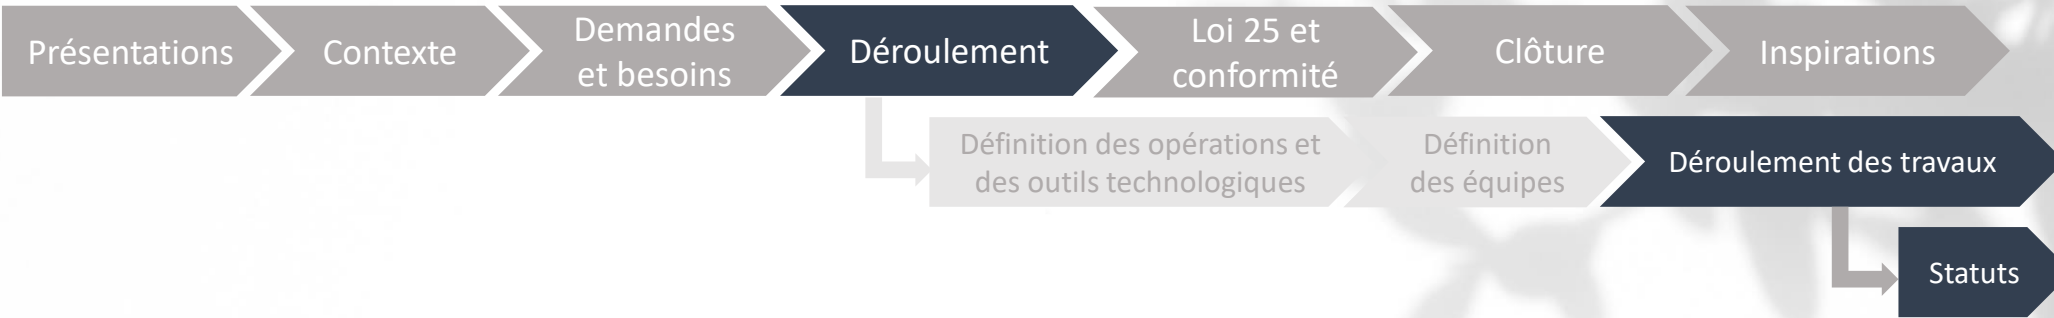 Présentations
Contexte
Demandes
et besoins
Déroulement
Loi 25 et
conformité
Clôture
Inspirations
Définition des opérations et
des outils technologiques
Définition
des équipes
Déroulement des travaux
Statuts